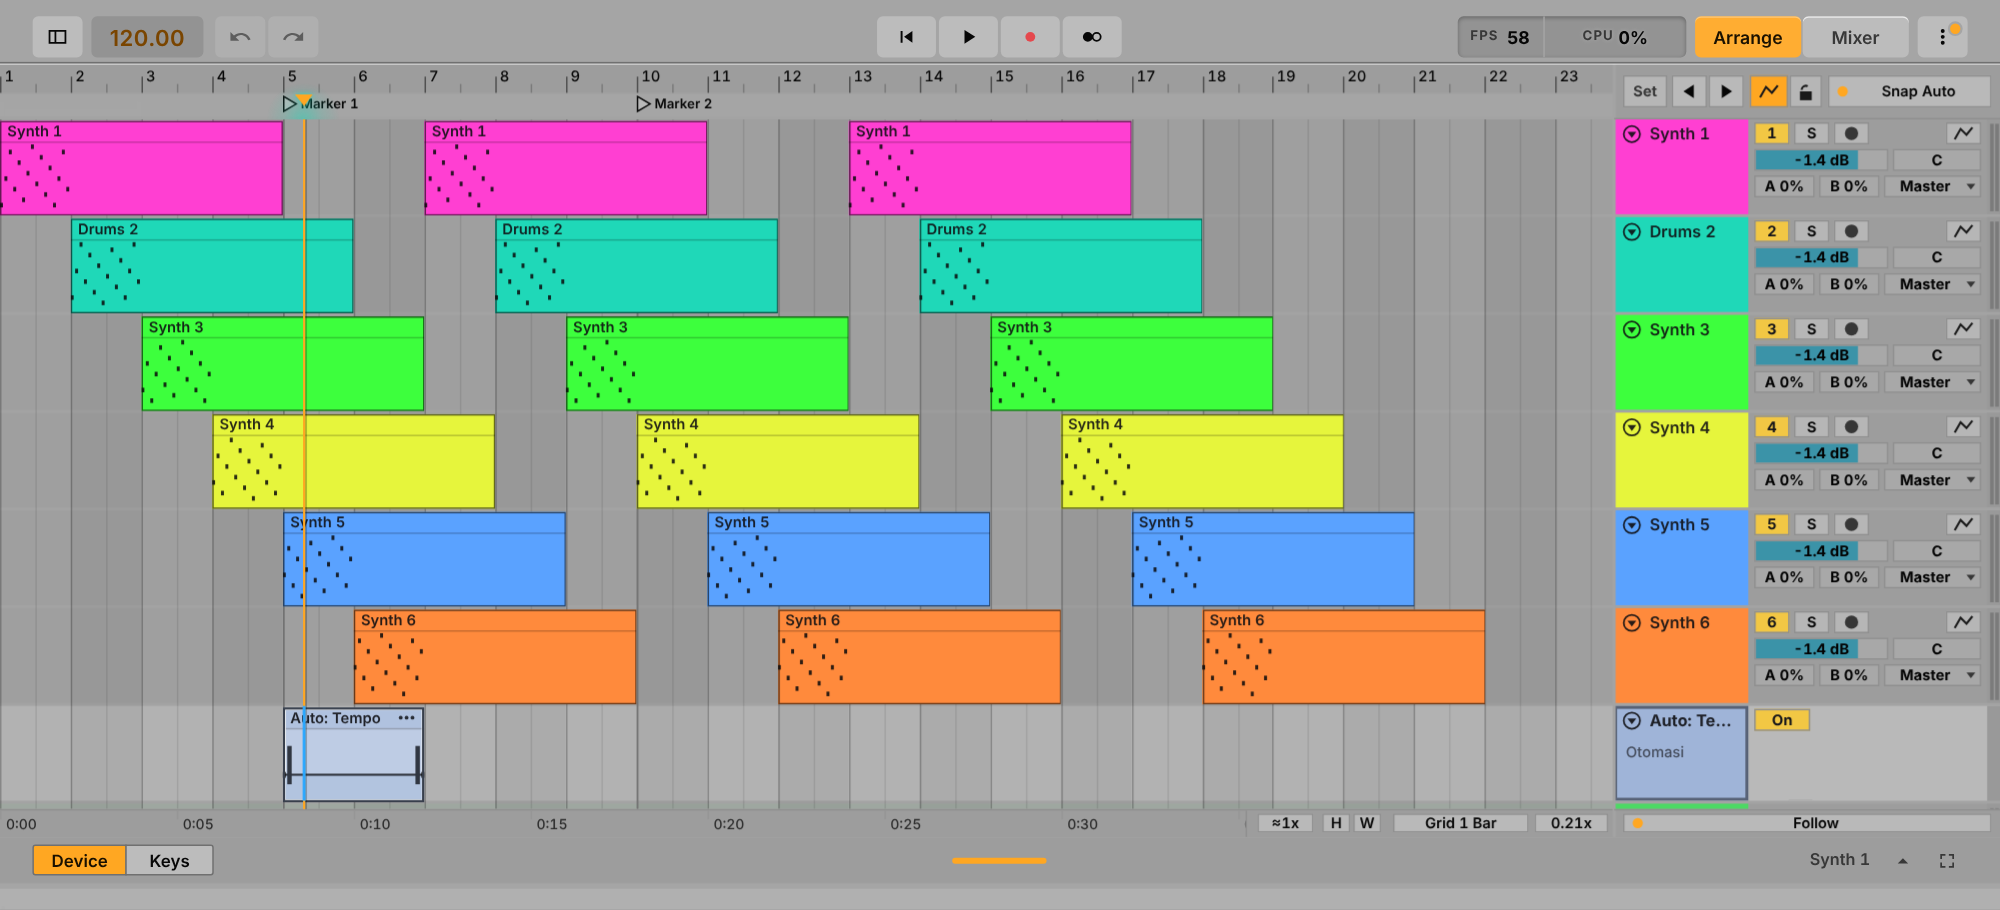 120.00
FPS 58
CPU 0%
Arrange
Mixer
1 2 3 4 5 6 7 8 9 10 11 12 13 14 15 16 17 18 19 20 21 22 23
Set
Snap Auto
Marker 1
Marker 2
Synth 1 Synth 1 Synth 1
Synth 1 1 S
-1.4 dB C
A 0% B 0% Master
Drums 2 Drums 2 Drums 2
Drums 2 2 S
-1.4 dB C
A 0% B 0% Master
Synth 3 Synth 3 Synth 3
Synth 3 3 S
-1.4 dB C
A 0% B 0% Master
Synth 4 Synth 4 Synth 4
Synth 4 4 S
-1.4 dB C
A 0% B 0% Master
Synth 5 Synth 5 Synth 5
Synth 5 5 S
-1.4 dB C
A 0% B 0% Master
Synth 6 Synth 6 Synth 6
Synth 6 6 S
-1.4 dB C
A 0% B 0% Master
Auto: Tempo
Auto: Te... On
Otomasi
0:00 0:05 0:10 0:15 0:20 0:25 0:30
≈1x H W Grid 1 Bar 0.21x
Follow
Device Keys
Synth 1